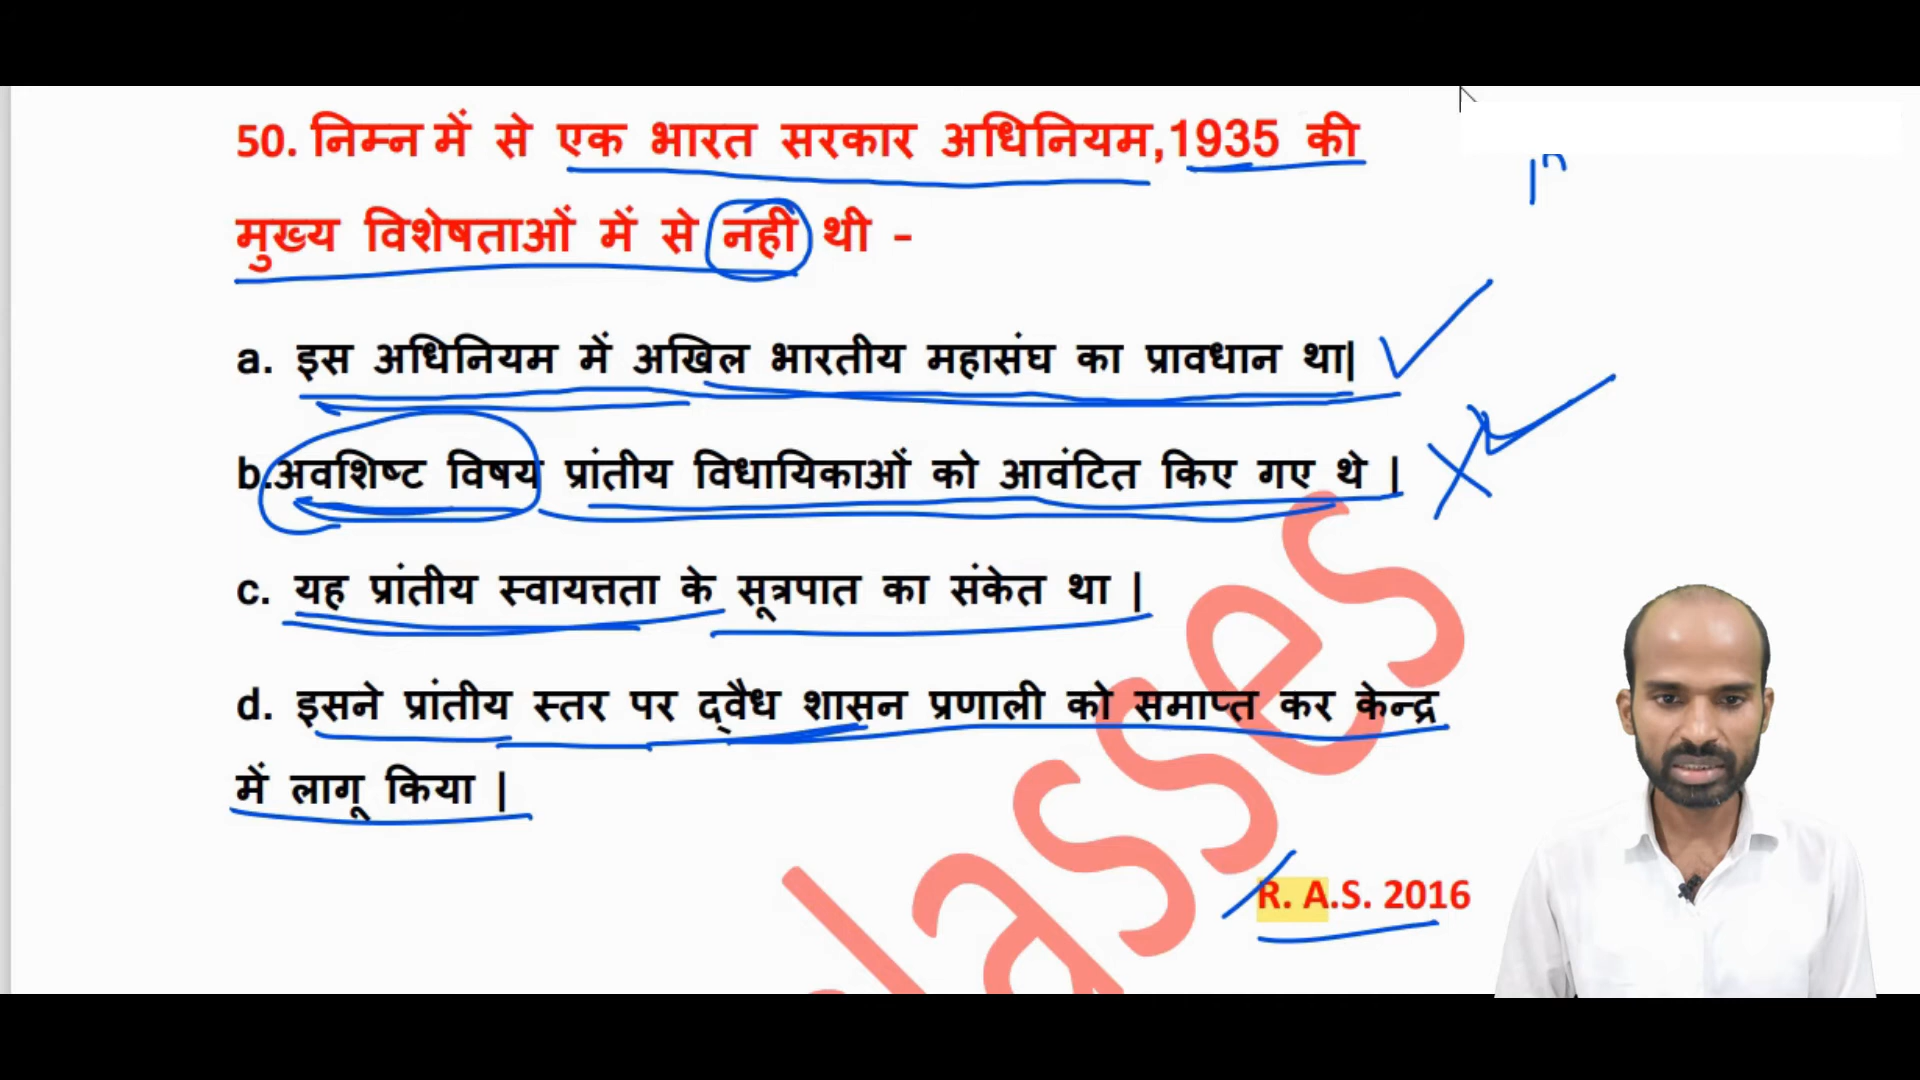 50. निम्न में से एक भारत सरकार अधिनियम,1935 की
मुख्य विशेषताओं में से नही थी -
a. इस अधिनियम में अखिल भारतीय महासंघ का प्रावधान था|
b.अवशिष्ट विषय प्रांतीय विधायिकाओं को आवंटित किए गए थे |
c. यह प्रांतीय स्वायत्तता के सूत्रपात का संकेत था |
d. इसने प्रांतीय स्तर पर द्वैध शासन प्रणाली को समाप्त कर केन्द्र
में लागू किया |
R. A.S. 2016
lasses